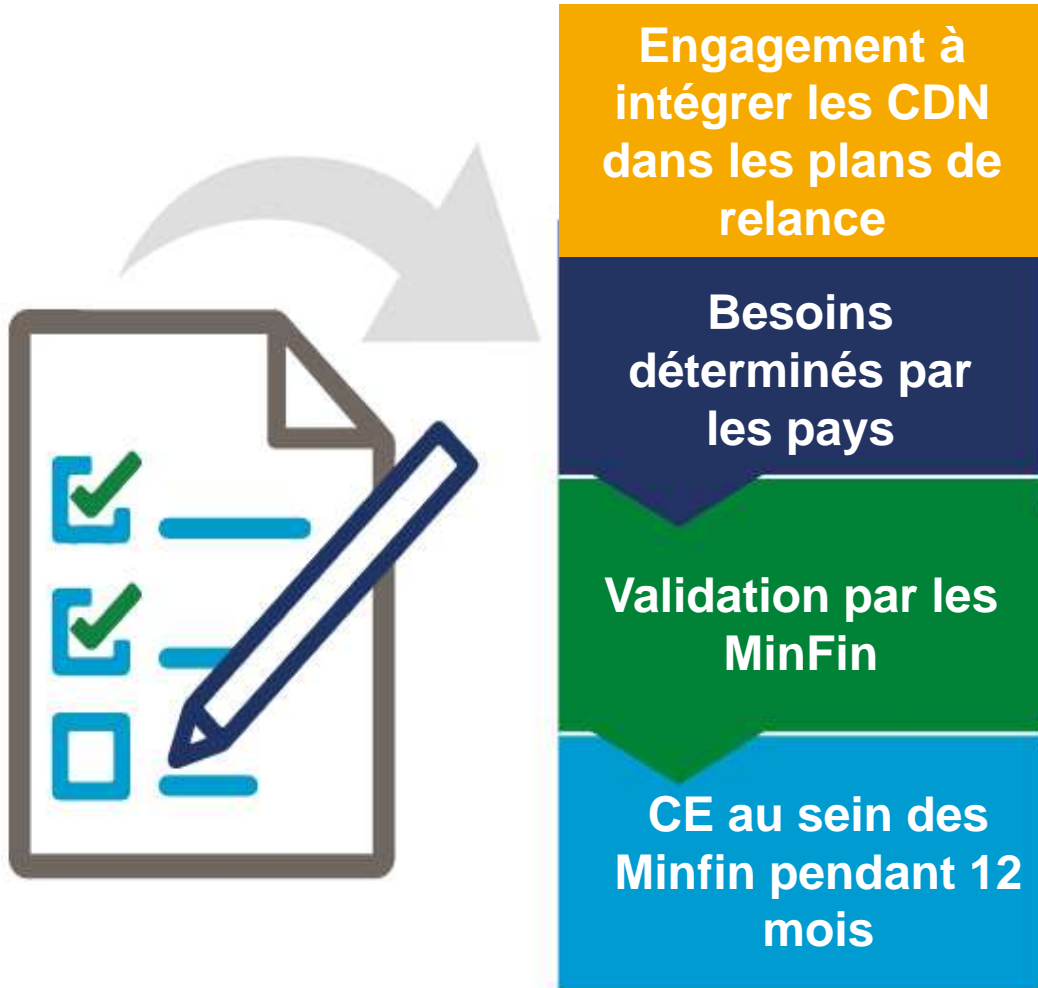 Engagement à
intégrer les CDN
dans les plans de
relance
Besoins
déterminés par
les pays
Validation par les
MinFin
CE au sein des
Minfin pendant 12
mois